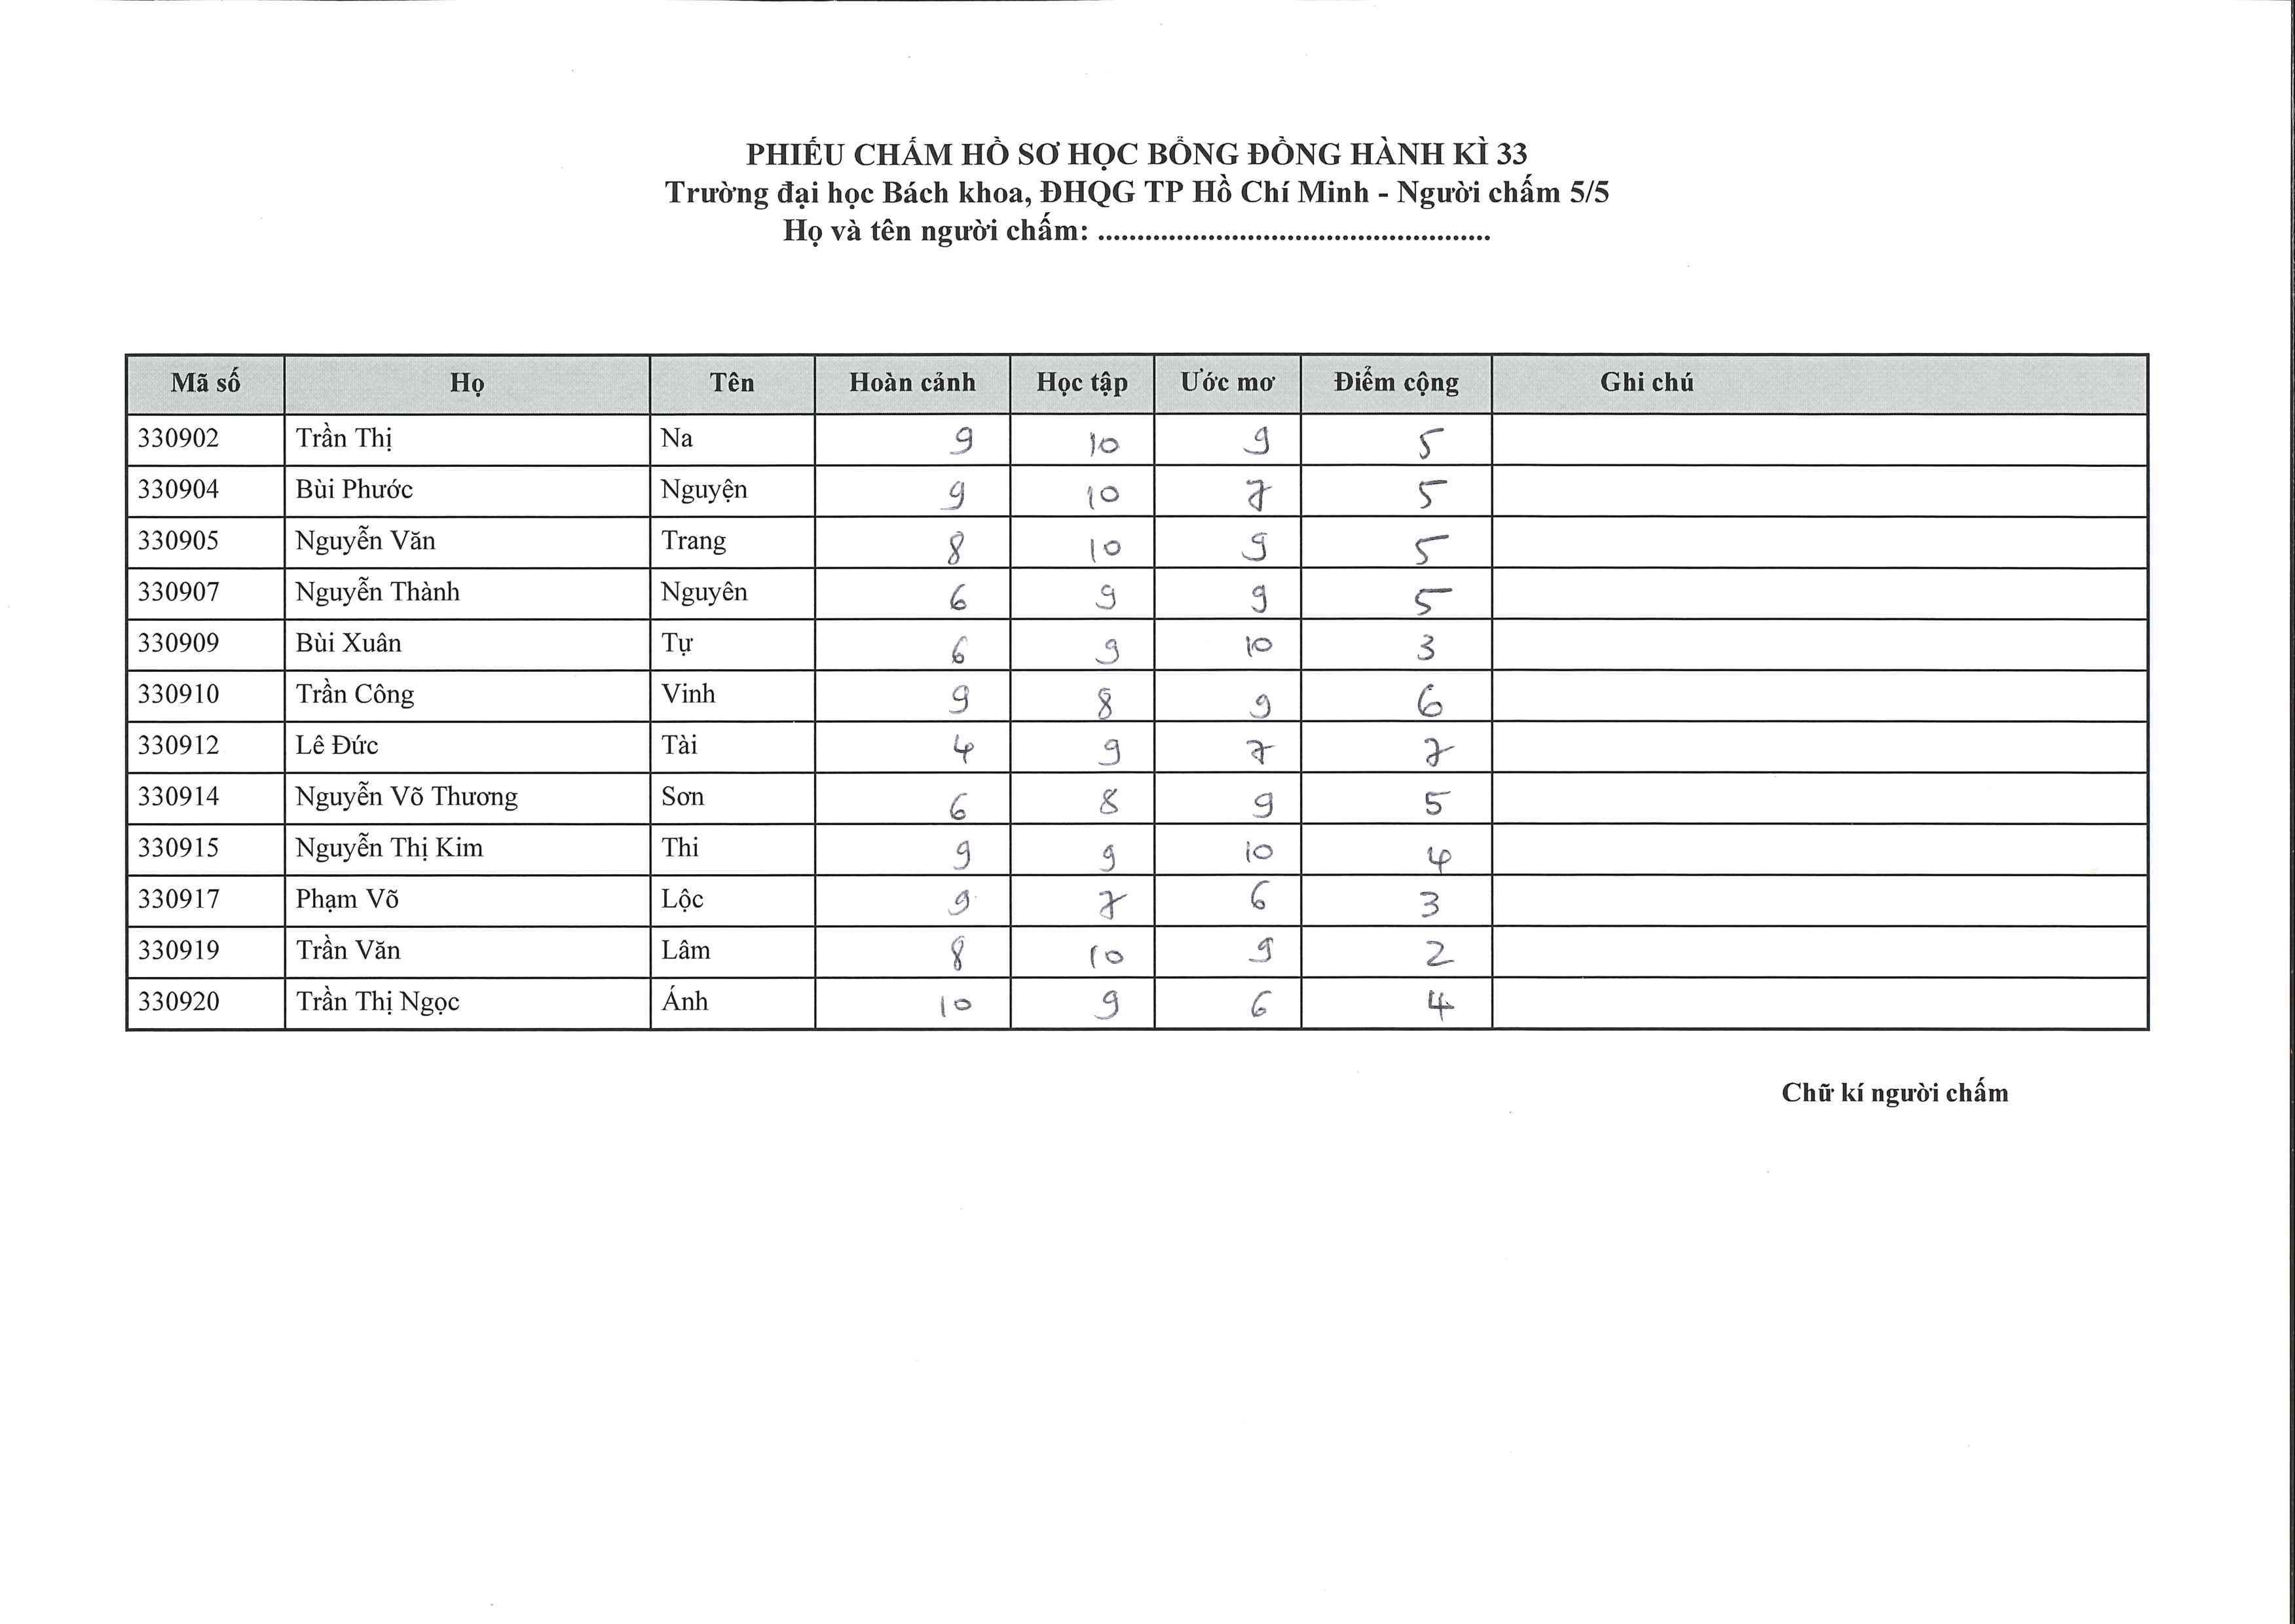 PHIẾU CHẤM HỒ SƠ HỌC BỔNG ĐỒNG HÀNH KÌ 33
Trường đại học Bách khoa, ĐHQG TP Hồ Chí Minh - Người chấm 5/5
Họ và tên người chấm: ..................................................
Mã số Họ Tên Hoàn cảnh Học tập Ước mơ Điểm cộng Ghi chú
330902 Trần Thị Na 9 10 9 5
330904 Bùi Phước Nguyện 9 10 7 5
330905 Nguyễn Văn Trang 8 10 9 5
330907 Nguyễn Thành Nguyên 6 9 9 5
330909 Bùi Xuân Tự 6 9 10 3
330910 Trần Công Vinh 9 8 9 6
330912 Lê Đức Tài 4 9 7 7
330914 Nguyễn Võ Thương Sơn 6 8 9 5
330915 Nguyễn Thị Kim Thi 9 9 10 4
330917 Phạm Võ Lộc 9 7 6 3
330919 Trần Văn Lâm 8 10 9 2
330920 Trần Thị Ngọc Ánh 10 9 6 4
Chữ kí người chấm